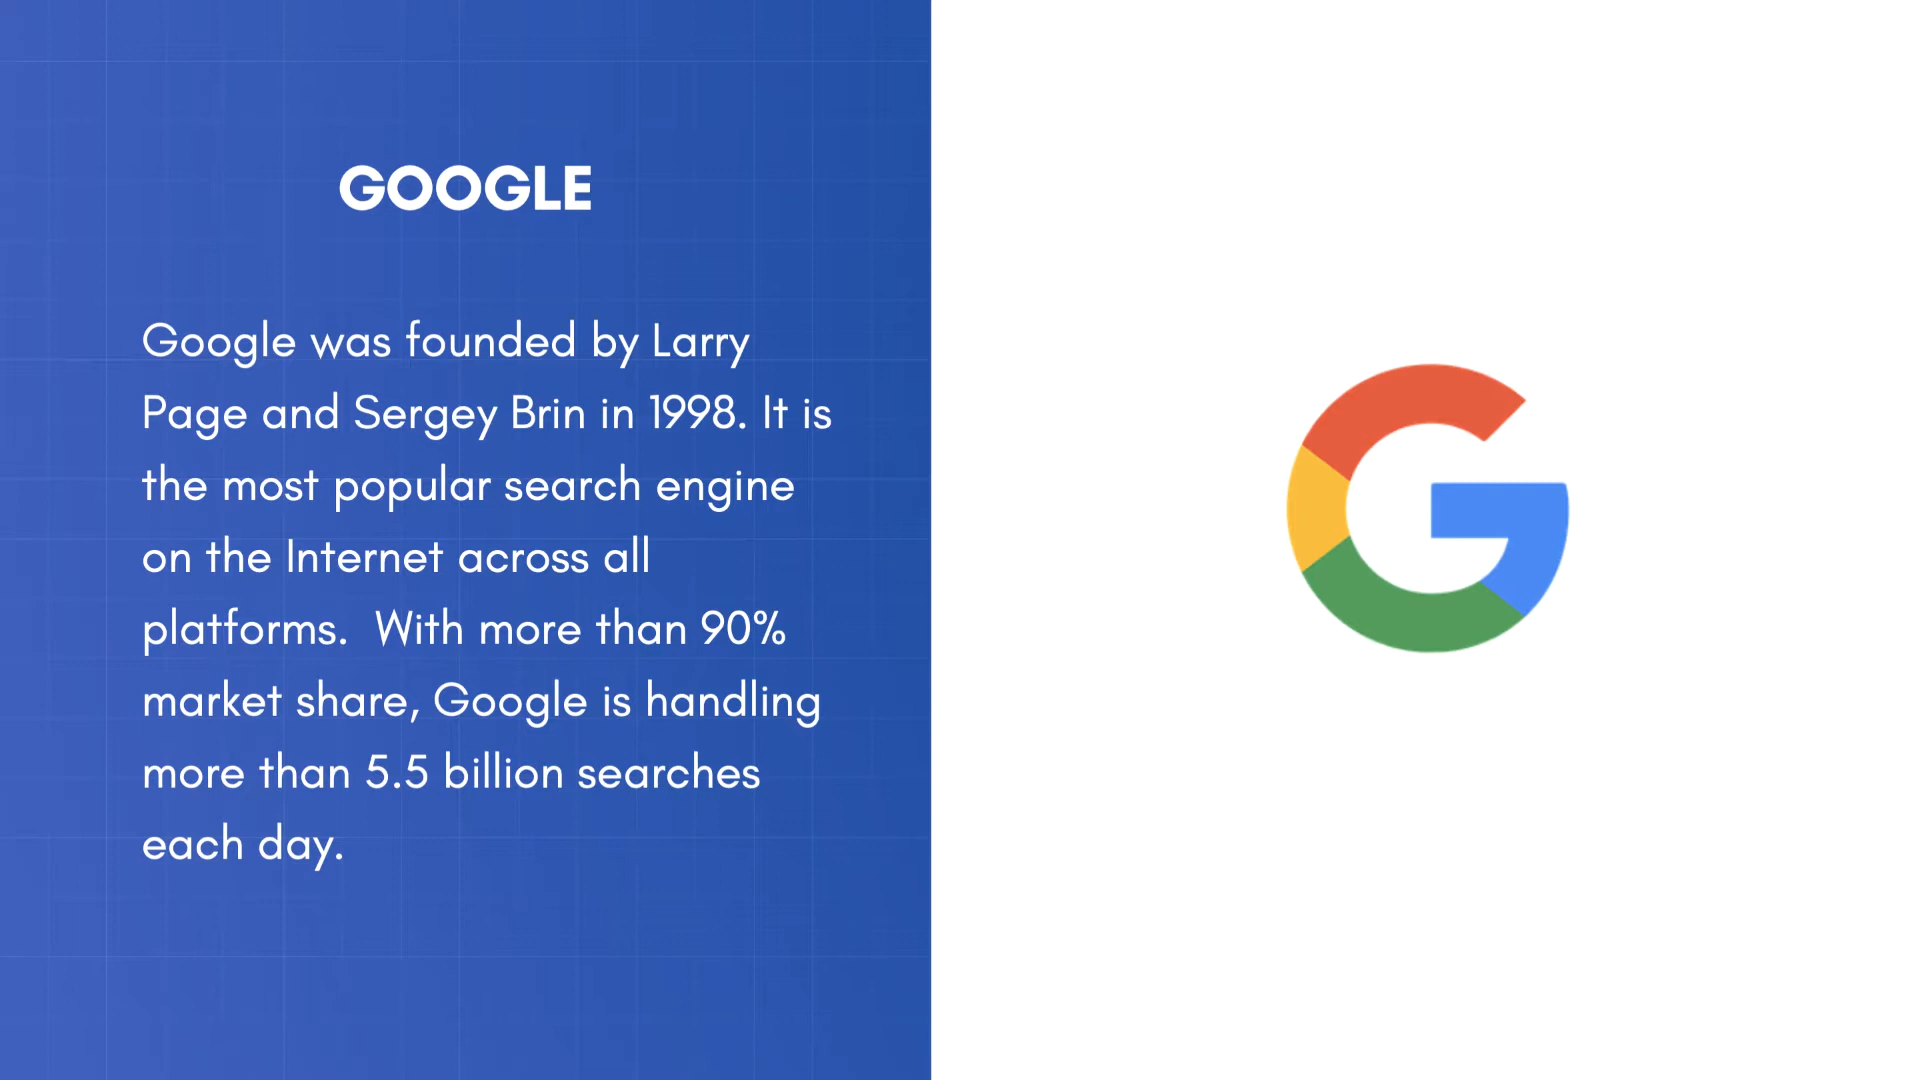 GOOGLE
Google was founded by Larry
Page and Sergey Brin in 1998. It is
the most popular search engine
on the Internet across all
platforms.  With more than 90%
market share, Google is handling
more than 5.5 billion searches
each day.
G